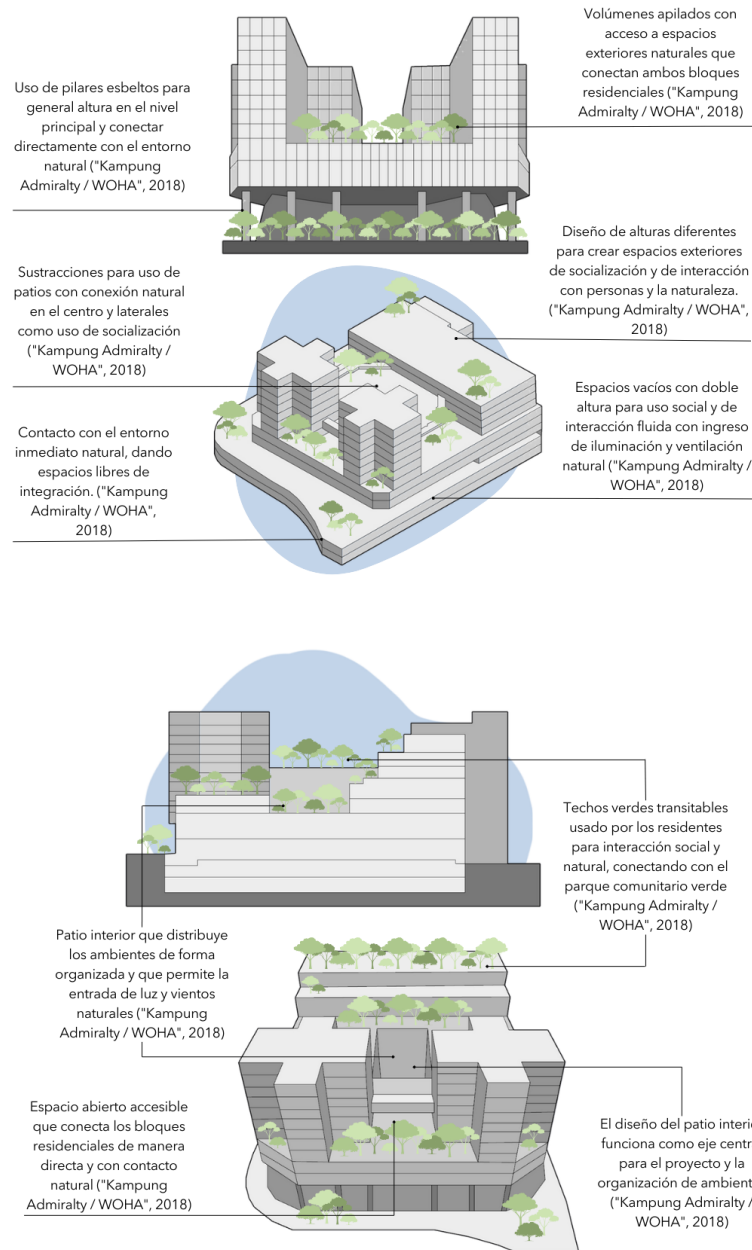 Volúmenes apilados con
acceso a espacios
exteriores naturales que
conectan ambos bloques
residenciales ("Kampung
Admiralty / WOHA", 2018)
Uso de pilares esbeltos para
general altura en el nivel
principal y conectar
directamente con el entorno
natural ("Kampung
Admiralty / WOHA", 2018)
Diseño de alturas diferentes
para crear espacios exteriores
de socialización y de interacción
con personas y la naturaleza.
("Kampung Admiralty / WOHA",
2018)
Sustracciones para uso de
patios con conexión natural
en el centro y laterales
como uso de socialización
("Kampung Admiralty /
WOHA", 2018)
Espacios vacíos con doble
altura para uso social y de
interacción fluida con ingreso
de iluminación y ventilación
natural ("Kampung Admiralty /
WOHA", 2018)
Contacto con el entorno
inmediato natural, dando
espacios libres de
integración. ("Kampung
Admiralty / WOHA",
2018)
Techos verdes transitables
usado por los residentes
para interacción social y
natural, conectando con el
parque comunitario verde
("Kampung Admiralty /
WOHA", 2018)
Patio interior que distribuye
los ambientes de forma
organizada y que permite la
entrada de luz y vientos
naturales ("Kampung
Admiralty / WOHA", 2018)
Espacio abierto accesible
que conecta los bloques
residenciales de manera
directa y con contacto
natural ("Kampung
Admiralty / WOHA", 2018)
El diseño del patio
funciona como eje
para el proyecto y la
organización de
("Kampung Admiralty /
WOHA", 2018)